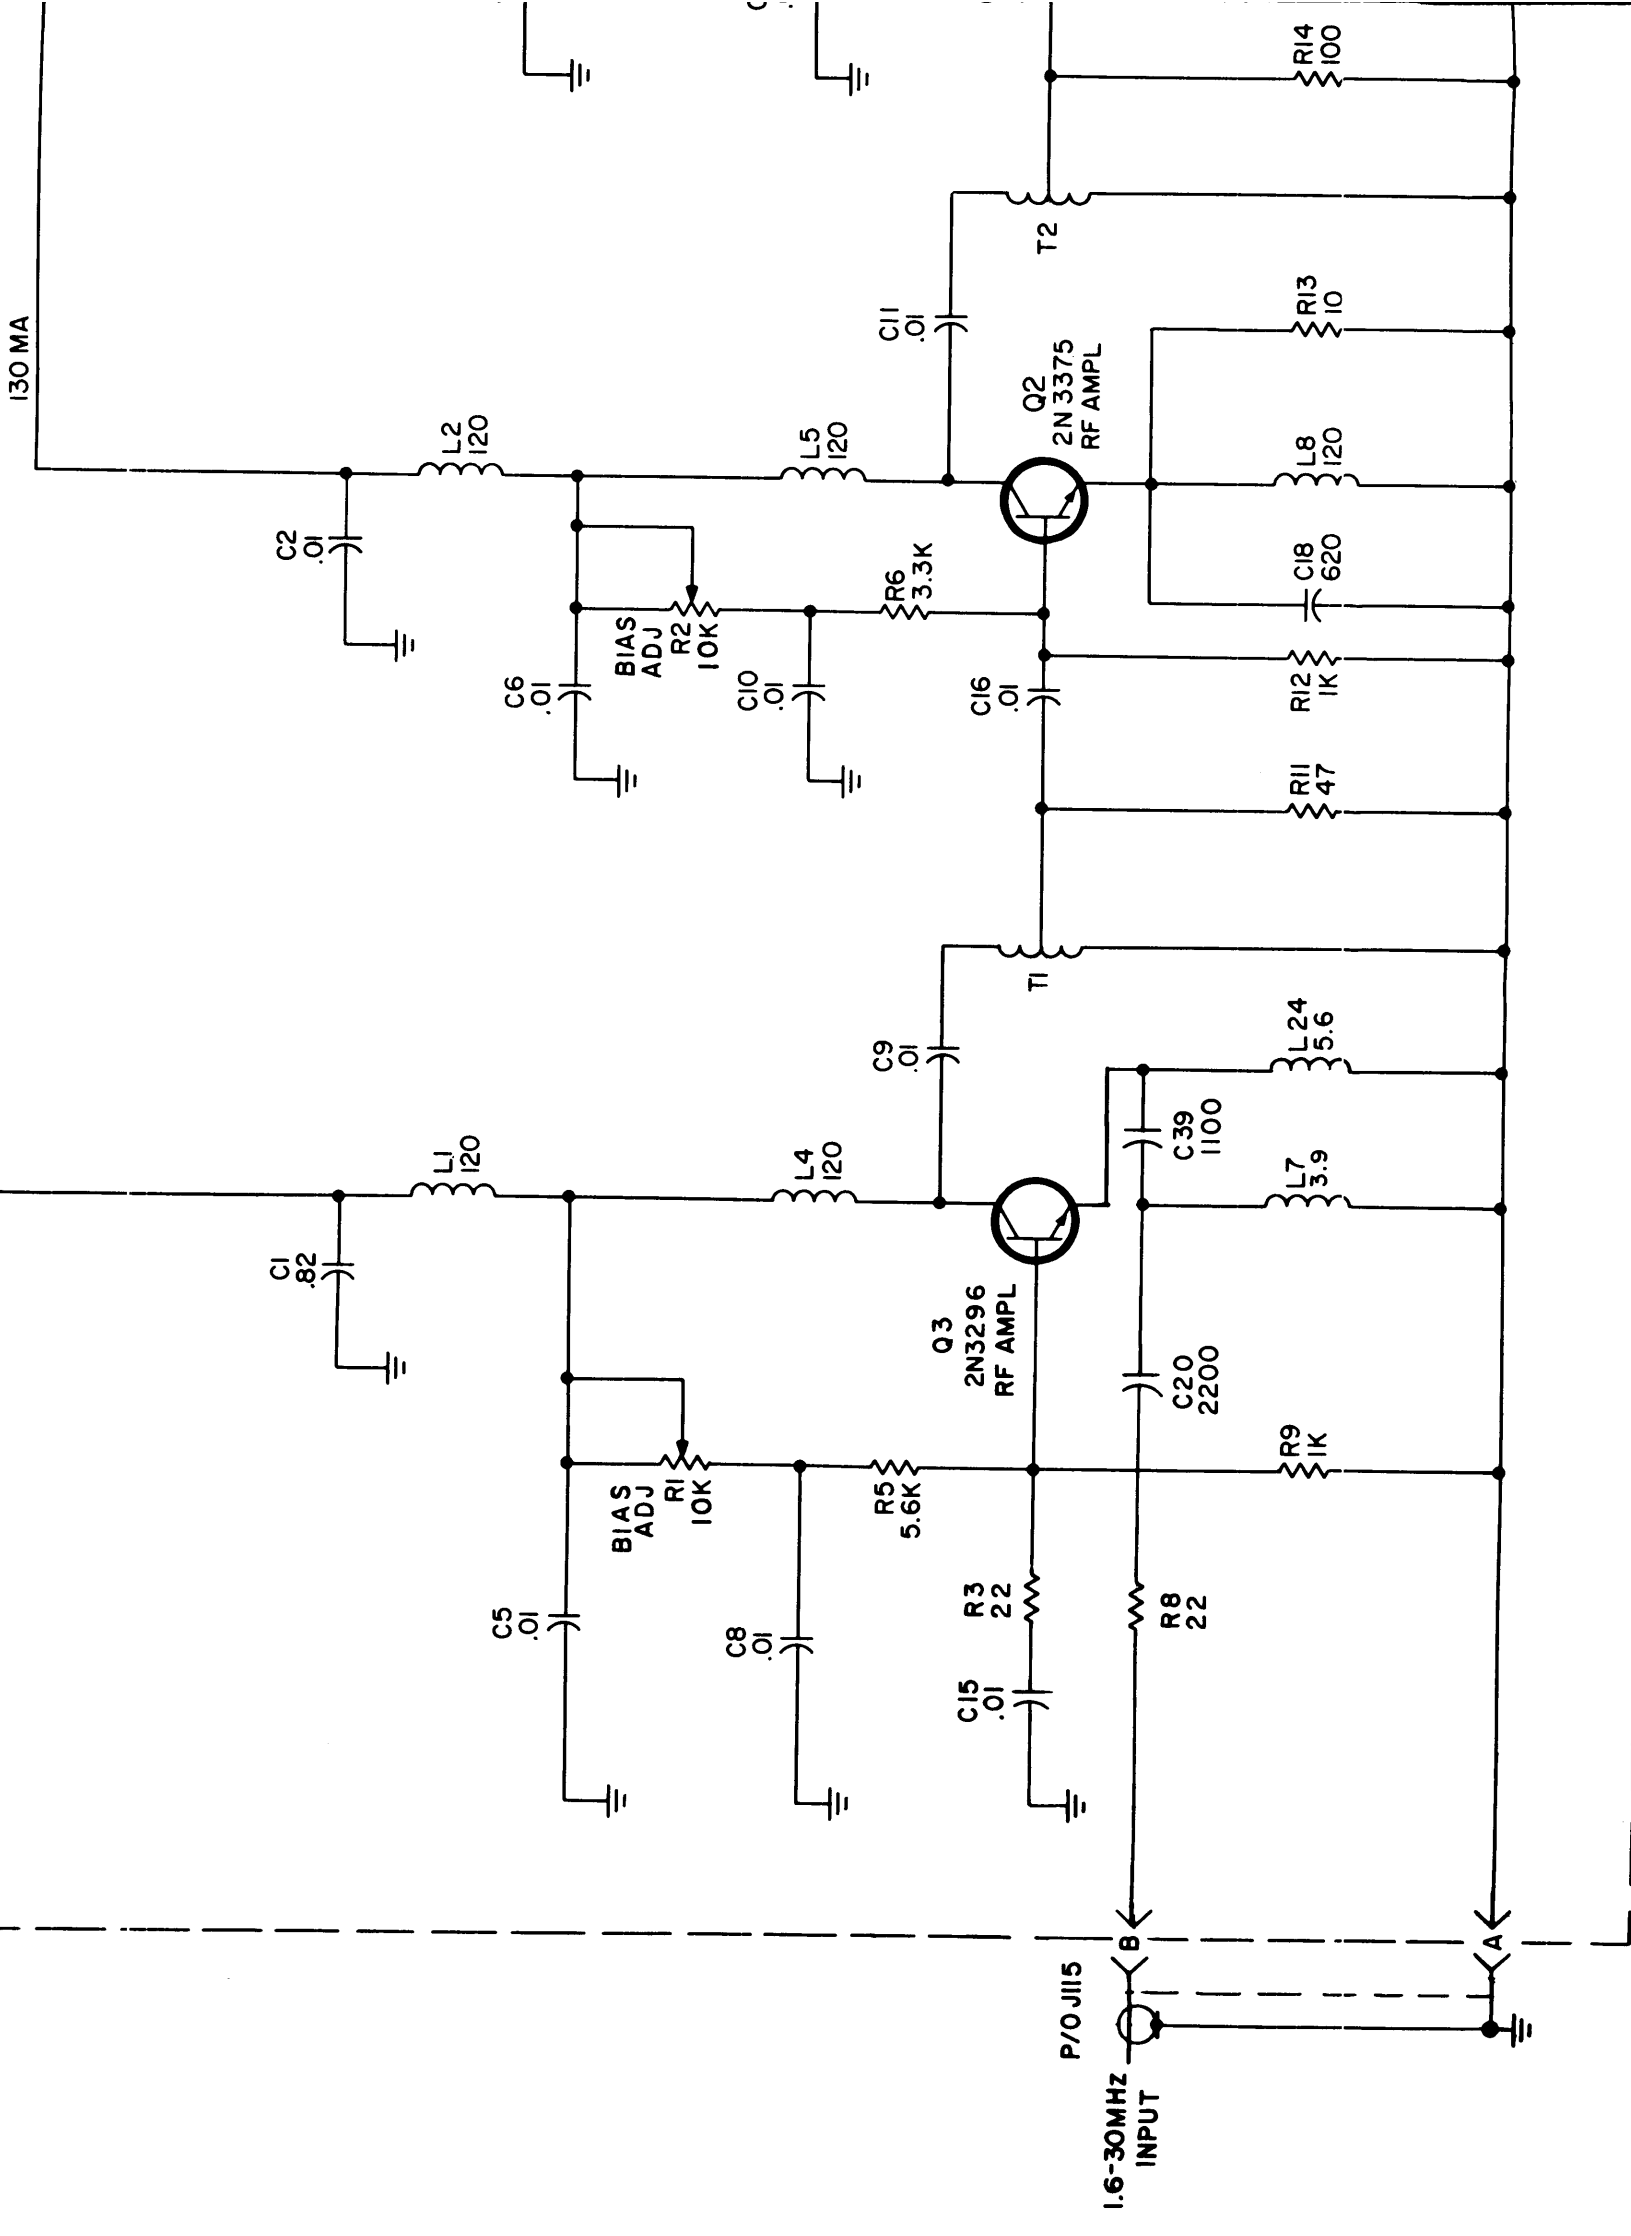 130 MA
C2
.01
L2
120
C6
.01
BIAS
ADJ
R2
10K
C10
.01
L5
120
R6
3.3K
C11
.01
Q2
2N3375
RF AMPL
C16
.01
T2
R14
100
R13
10
L8
120
C18
620
R12
1K
R11
47
C1
.82
L1
120
C5
.01
BIAS
ADJ
R1
10K
C8
.01
L4
120
R5
5.6K
C9
.01
T1
Q3
2N3296
RF AMPL
R3
22
C15
.01
C39
1100
L24
5.6
L7
3.9
C20
2200
R9
1K
R8
22
B
A
P/OJ115
1.6-30MHZ
INPUT